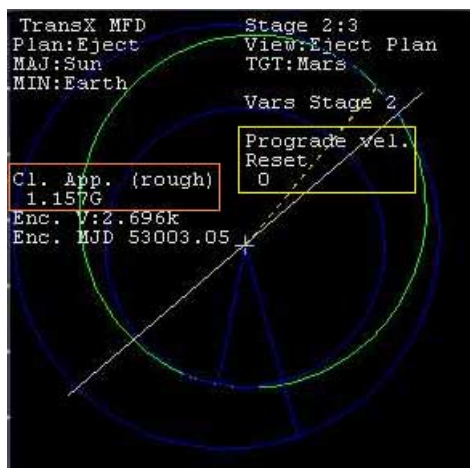 TransX MFD
Stage 2:3
Plan:Eject
View:Eject Plan
MAJ:Sun
TGT:Mars
MIN:Earth
Vars Stage 2
Prograde vel.
Reset
0
Cl. App. (rough)
1.157G
Enc. V:2.696k
Enc. MJD 53003.05